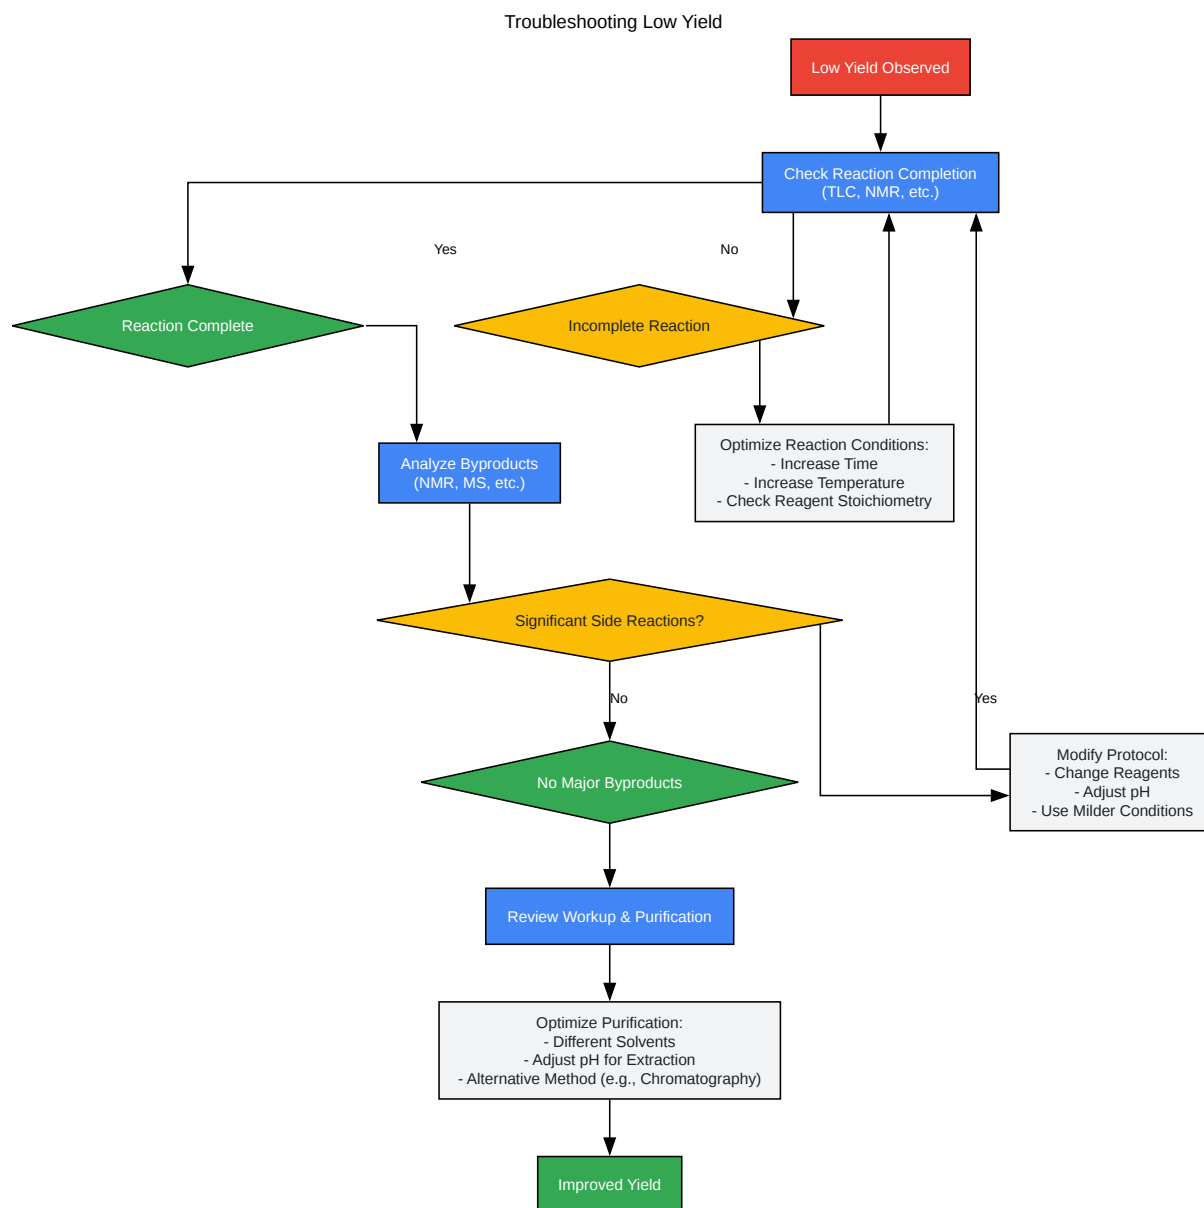 Troubleshooting Low Yield
Low Yield Observed
Check Reaction Completion
(TLC, NMR, etc.)
Yes
No
Reaction Complete
Incomplete Reaction
Optimize Reaction Conditions:
- Increase Time
- Increase Temperature
- Check Reagent Stoichiometry
Analyze Byproducts
(NMR, MS, etc.)
Significant Side Reactions?
No
Yes
Modify Protocol:
- Change Reagents
- Adjust pH
- Use Milder Conditions
No Major Byproducts
Review Workup & Purification
Optimize Purification:
- Different Solvents
- Adjust pH for Extraction
- Alternative Method (e.g., Chromatography)
Improved Yield